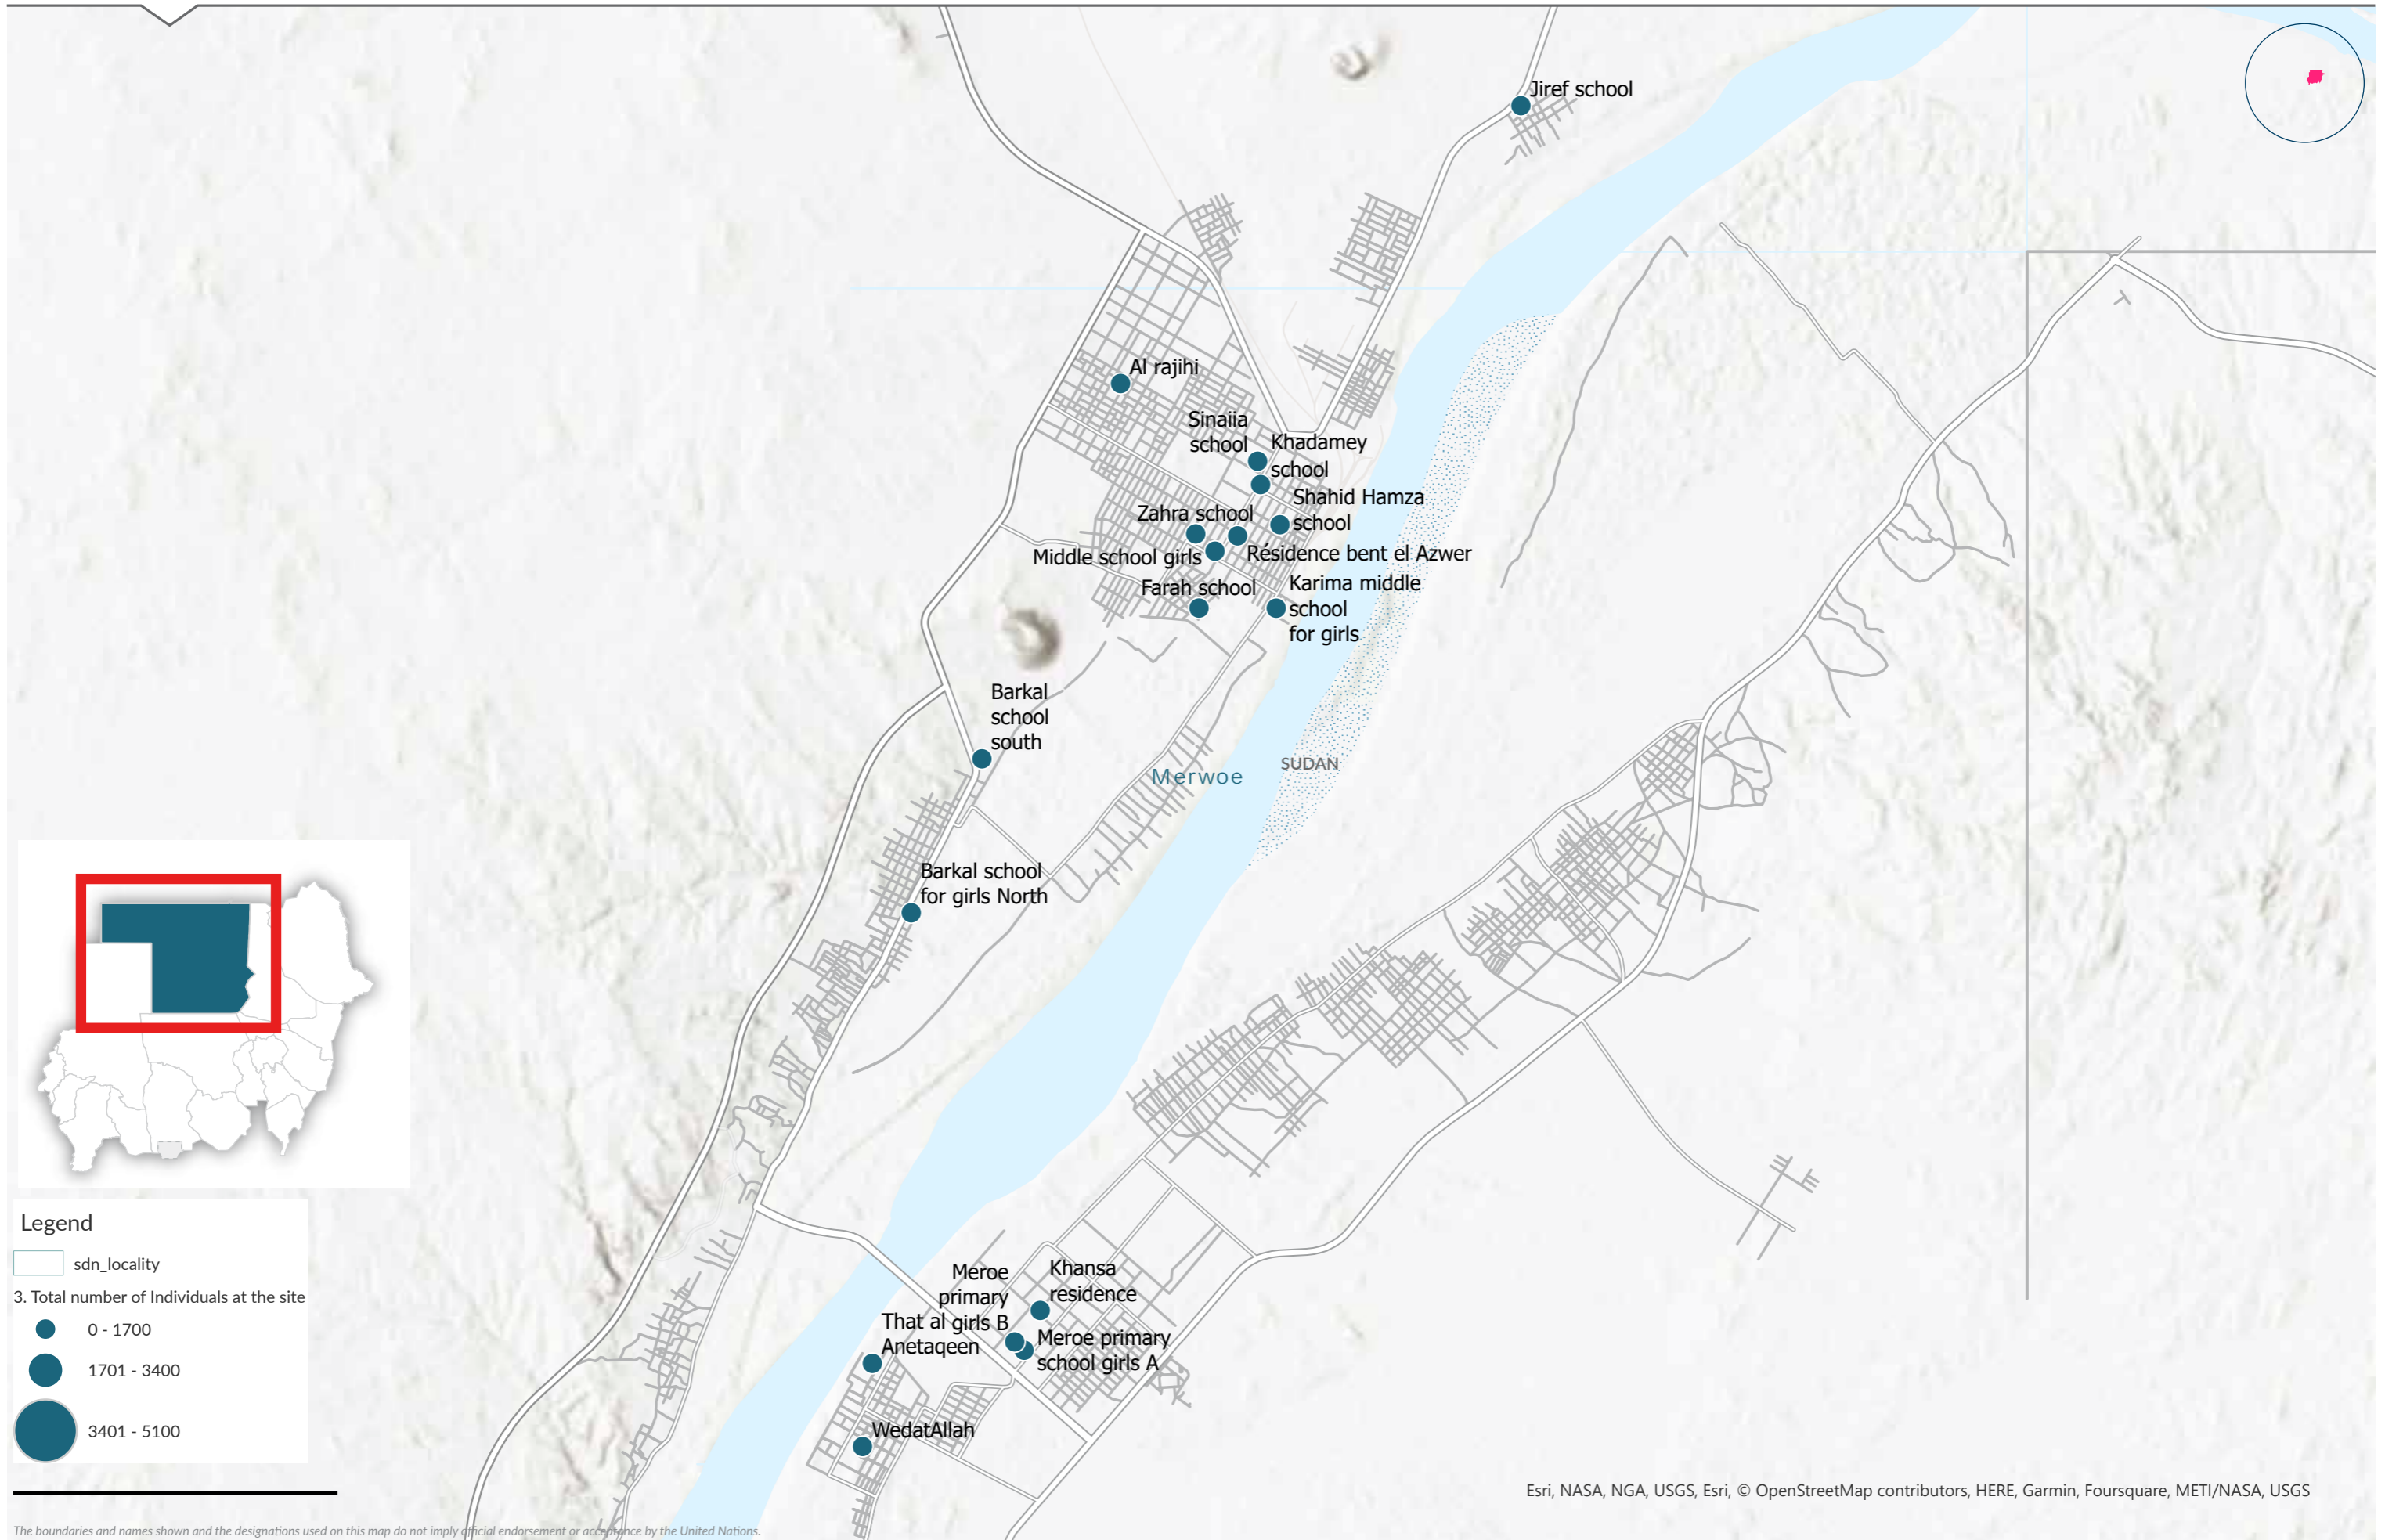 Jiref school
Al rajihi
Sinaiia
school
Khadamey
school
Shahid Hamza
school
Zahra school
Middle school girls
Résidence bent el Azwer
Farah school
Karima middle
school
for girls
Barkal
school
south
Merwoe
SUDAN
Barkal school
for girls North
Meroe
primary
girls B
Khansa
residence
That al
Anetaqeen
Meroe primary
school girls A
WedatAllah
Legend
sdn_locality
3. Total number of Individuals at the site
0 - 1700
1701 - 3400
3401 - 5100
Esri, NASA, NGA, USGS, Esri, © OpenStreetMap contributors, HERE, Garmin, Foursquare, METI/NASA, USGS
The boundaries and names shown and the designations used on this map do not imply official endorsement or acceptance by the United Nations.